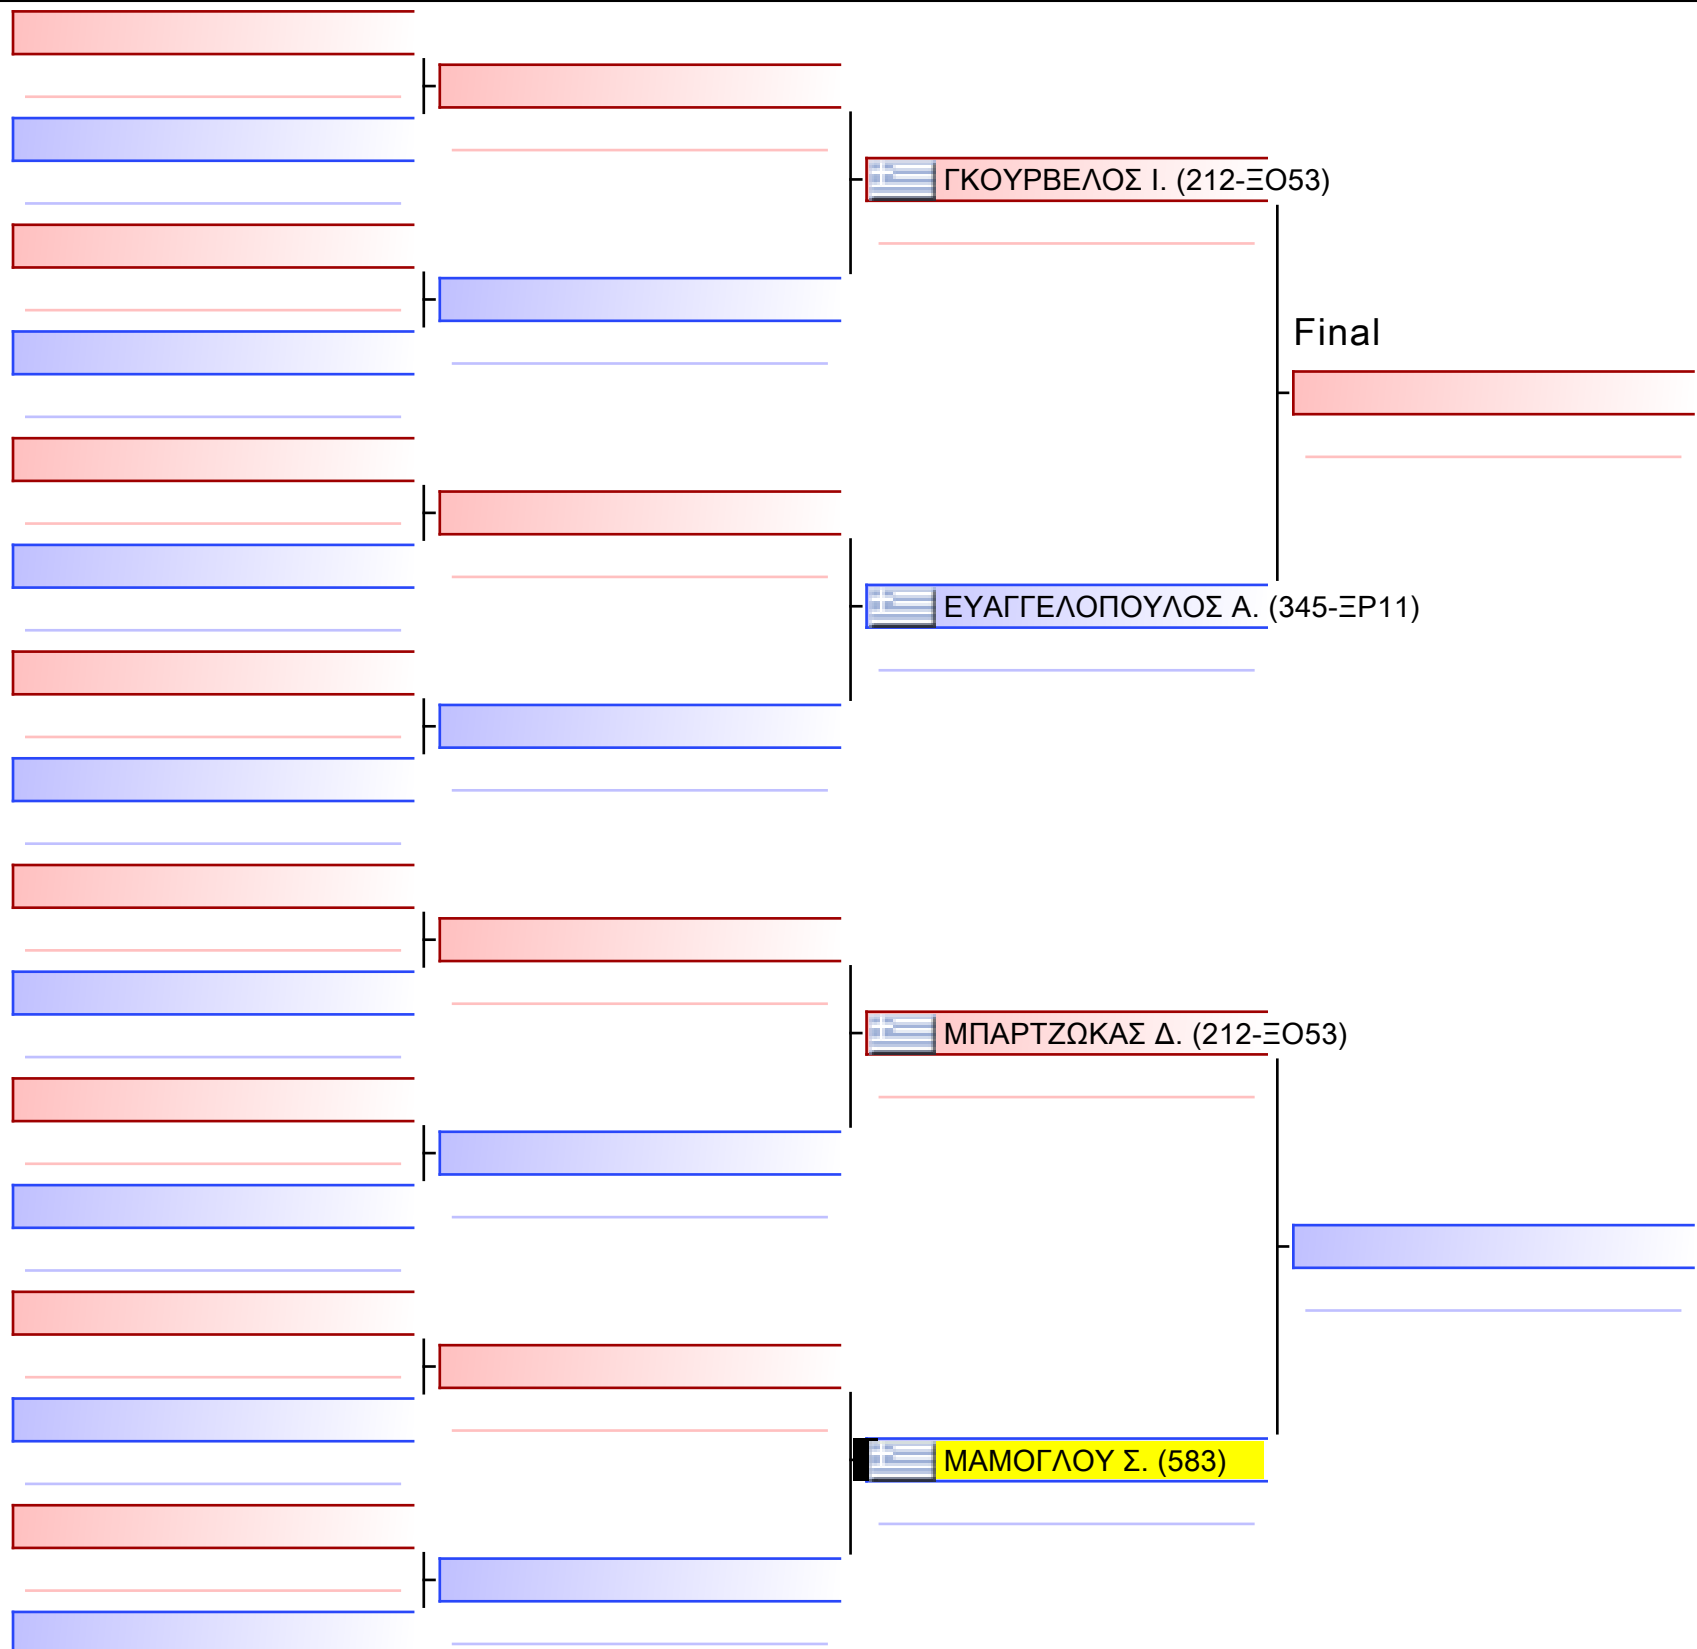 ΓΚΟΥΡΒΕΛΟΣ Ι. (212-ΞΟ53)
Final
ΕΥΑΓΓΕΛΟΠΟΥΛΟΣ Α. (345-ΞΡ11)
ΜΠΑΡΤΖΩΚΑΣ Δ. (212-ΞΟ53)
ΜΑΜΟΓΛΟΥ Σ. (583)